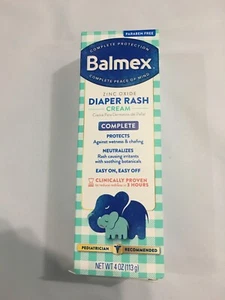 PARABEN FREE
COMPLETE PROTECTION
Balmex
COMPLETE PEACE OF MIND
ZINC OXIDE
DIAPER RASH
CREAM
COMPLETE
PROTECTS
Against wetness & chafing
NEUTRALIZES
Rash causing irritants
with soothing botanicals
EASY ON, EASY OFF
CLINICALLY PROVEN
3 HOURS
PEDIATRICIAN RECOMMENDED
NET WT 4 OZ (113 g)